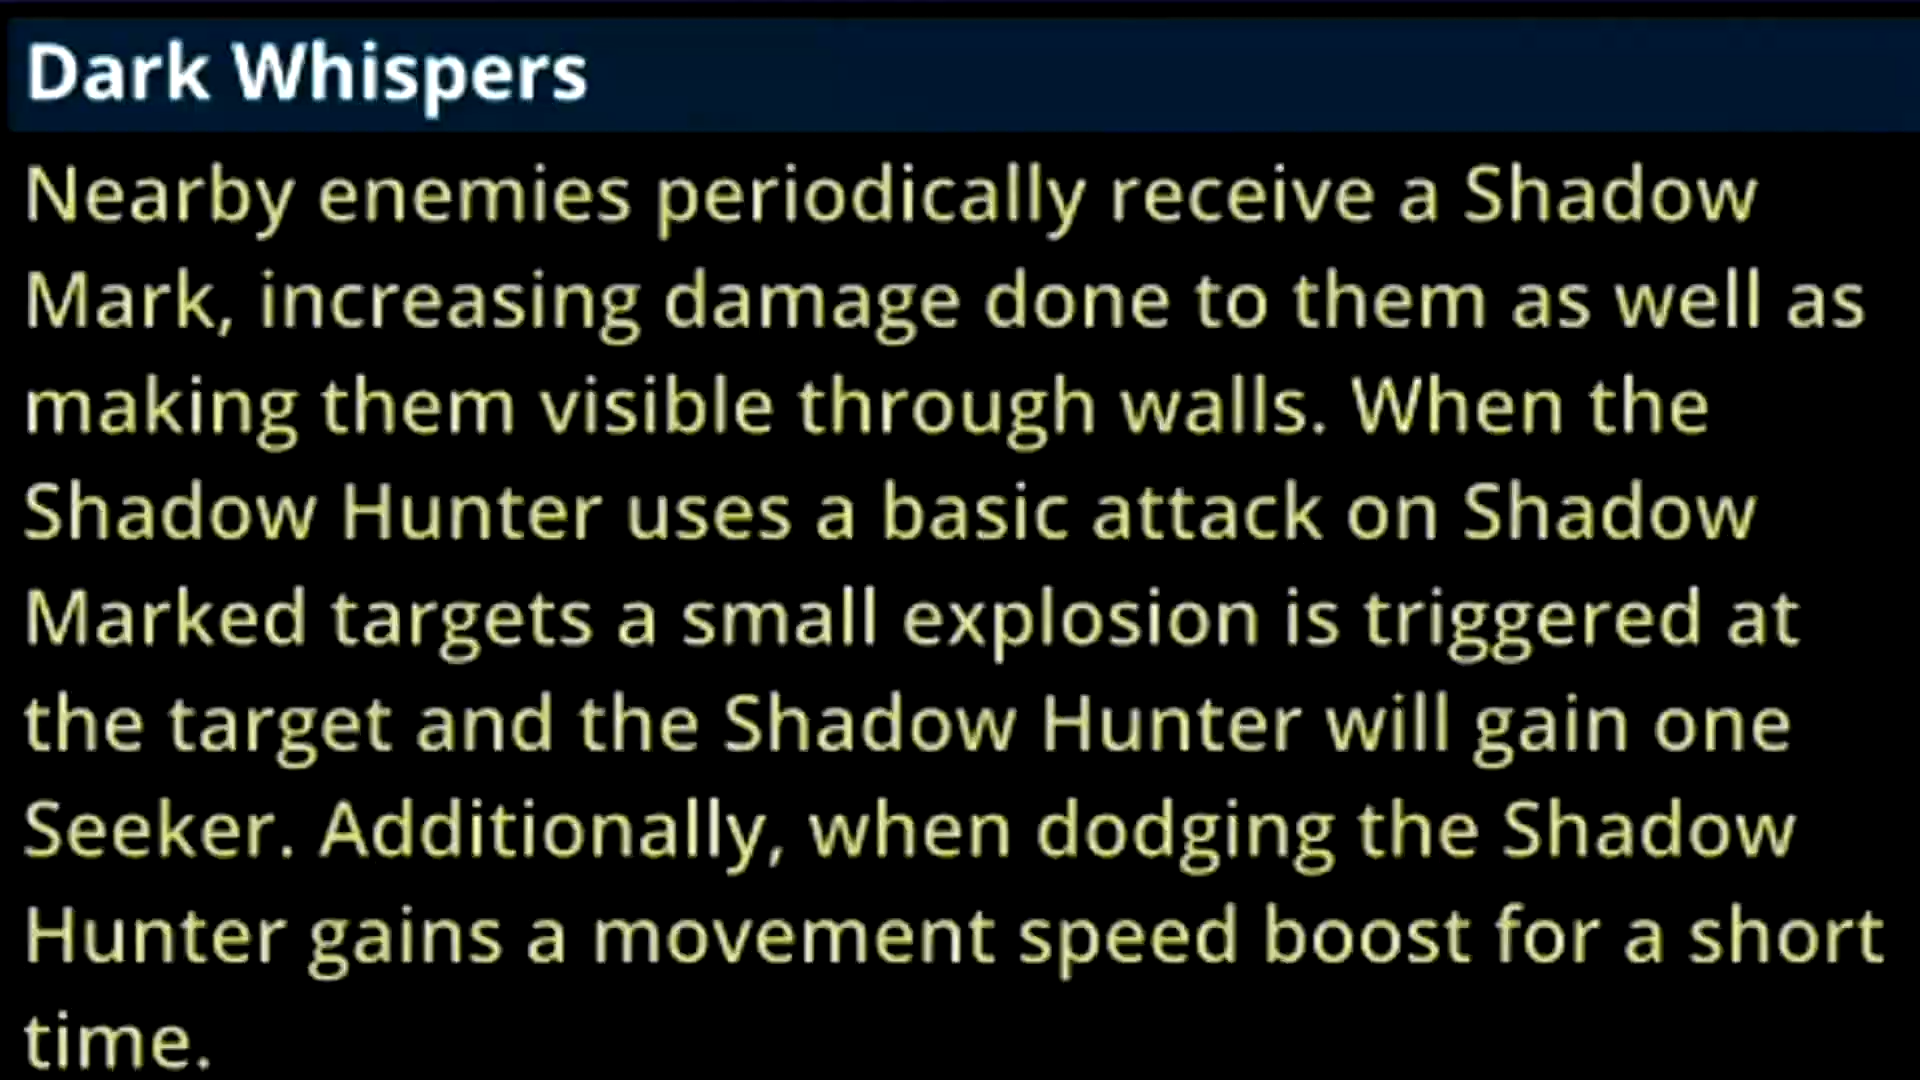 Dark Whispers
Nearby enemies periodically receive a Shadow
Mark, increasing damage done to them as well as
making them visible through walls. When the
Shadow Hunter uses a basic attack on Shadow
Marked targets a small explosion is triggered at
the target and the Shadow Hunter will gain one
Seeker. Additionally, when dodging the Shadow
Hunter gains a movement speed boost for a short
time.